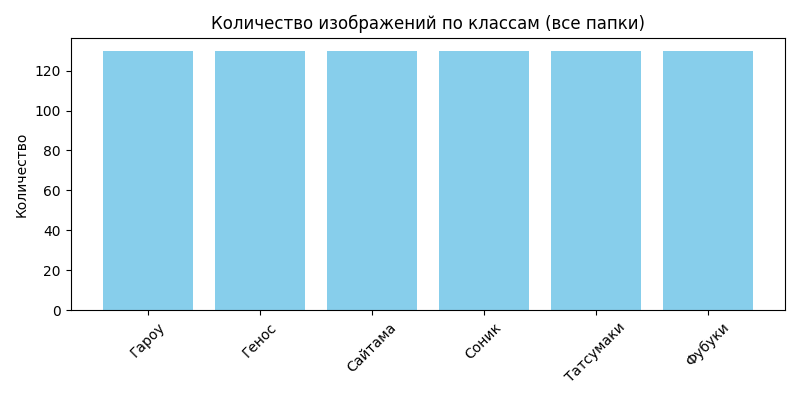 Количество изображений по классам (все папки)
Количество
120
100
80
60
40
20
0
Гароу
Генос
Сайтама
Соник
Татсумаки
Фубуки